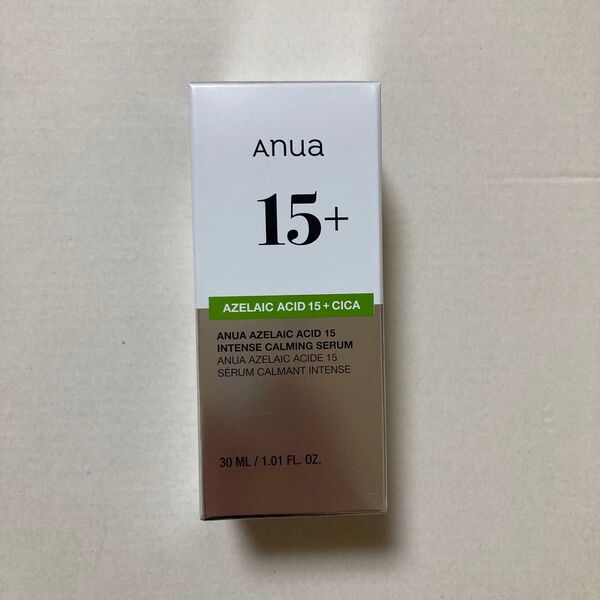 Anua
15+
AZELAIC ACID 15 + CICA
ANUA AZELAIC ACID 15
INTENSE CALMING SERUM
ANUA AZELAIC ACIDE 15
SÉRUM CALMANT INTENSE
30 ML / 1.01 FL. OZ.